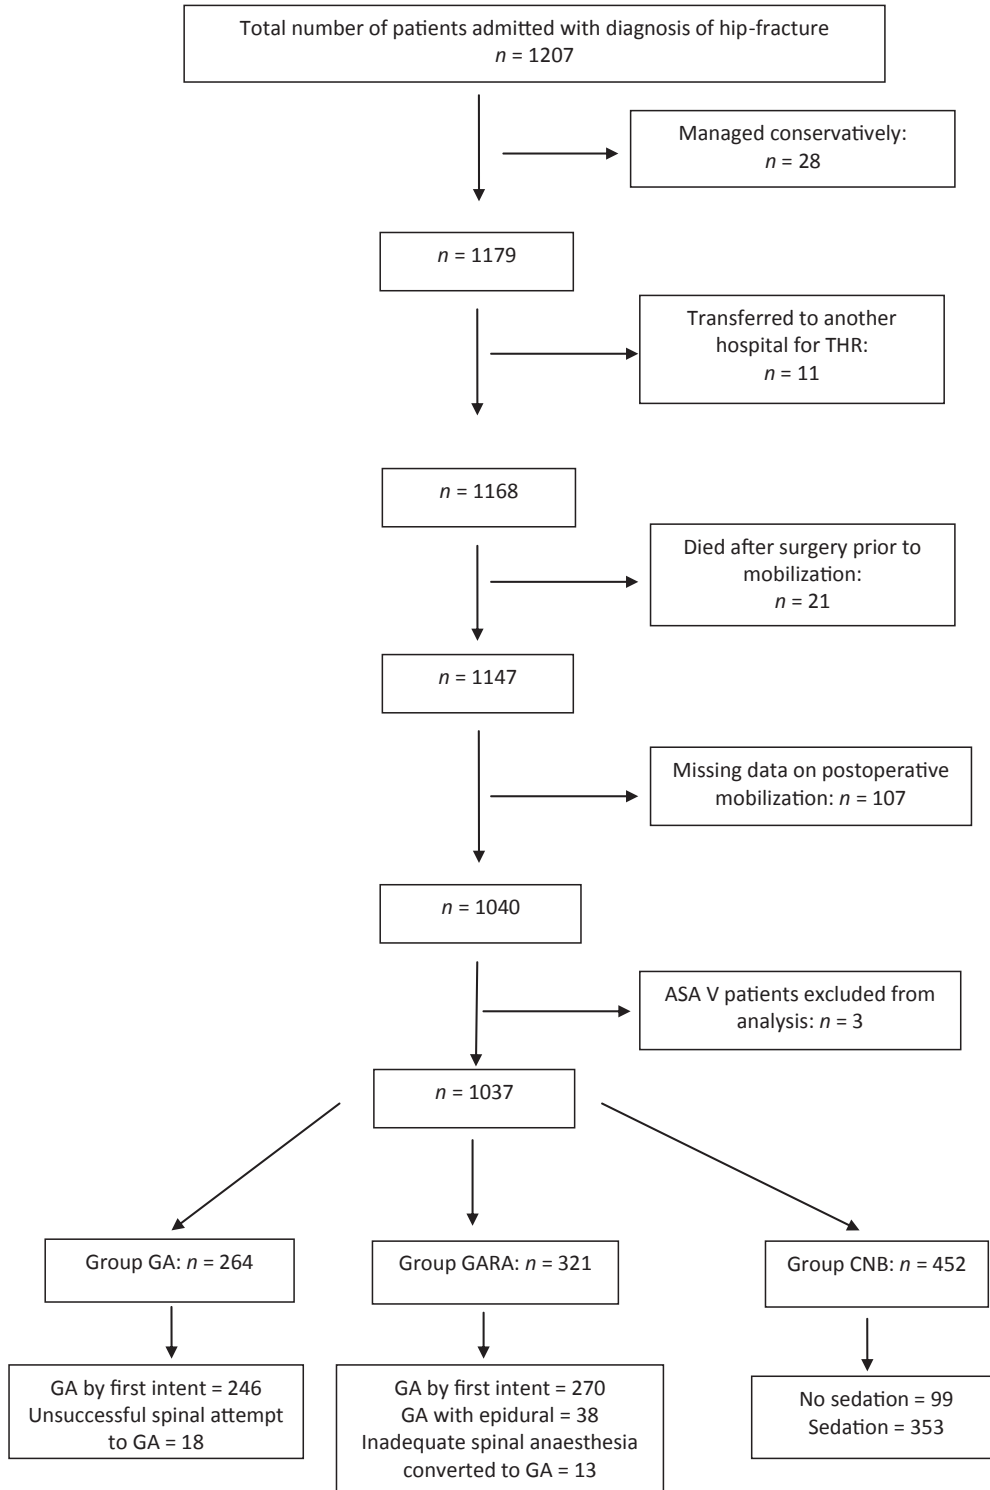 Total number of patients admitted with diagnosis of hip-fracture
n = 1207
Managed conservatively:
n = 28
n = 1179
Transferred to another
hospital for THR:
n = 11
n = 1168
Died after surgery prior to
mobilization:
n = 21
n = 1147
Missing data on postoperative
mobilization: n = 107
n = 1040
ASA V patients excluded from
analysis: n = 3
n = 1037
Group GA: n = 264
Group GARA: n = 321
Group CNB: n = 452
GA by first intent = 246
Unsuccessful spinal attempt
to GA = 18
GA by first intent = 270
GA with epidural = 38
Inadequate spinal anaesthesia
converted to GA = 13
No sedation = 99
Sedation = 353